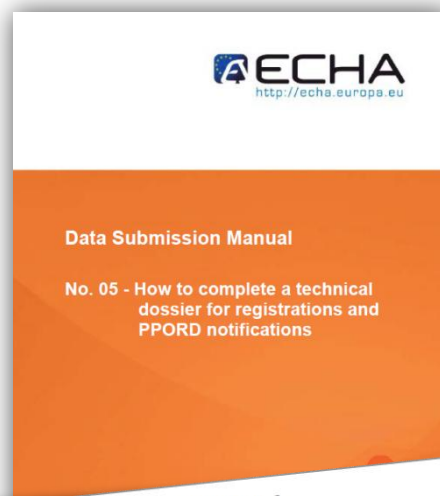 ECHA
http://echa.europa.eu
Data Submission Manual
No. 05 - How to complete a technical
dossier for registrations and
PPORD notifications